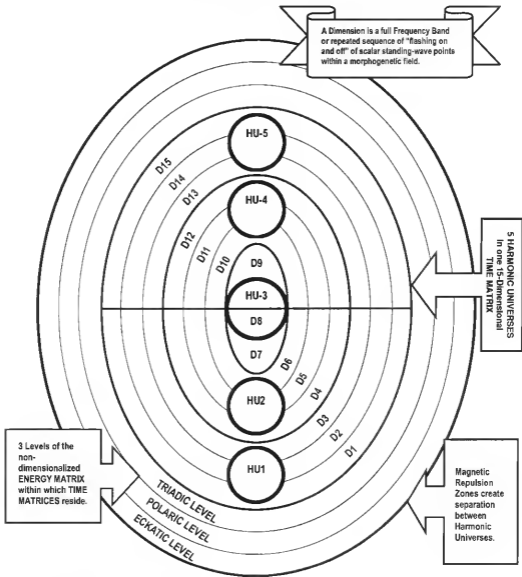 A Dimension is a full Frequency Band
or repeated sequence of "flashing on
and off" of scalar standing-wave points
within a morphogenetic field.
HU-5
D15
D14
D13
HU-4
D12
D11
D10
D9
HU-3
D8
D7
D6
D5
D4
D3
D2
D1
HU2
HU1
5 HARMONIC UNIVERSES
In one 15-Dimensional
TIME MATRIX
3 Levels of the
non-
dimensionalized
ENERGY MATRIX
within which TIME
MATRICES reside.
TRIADIC LEVEL
POLARIC LEVEL
ECKATIC LEVEL
Magnetic
Repulsion
Zones create
separation
between
Harmonic
Universes.